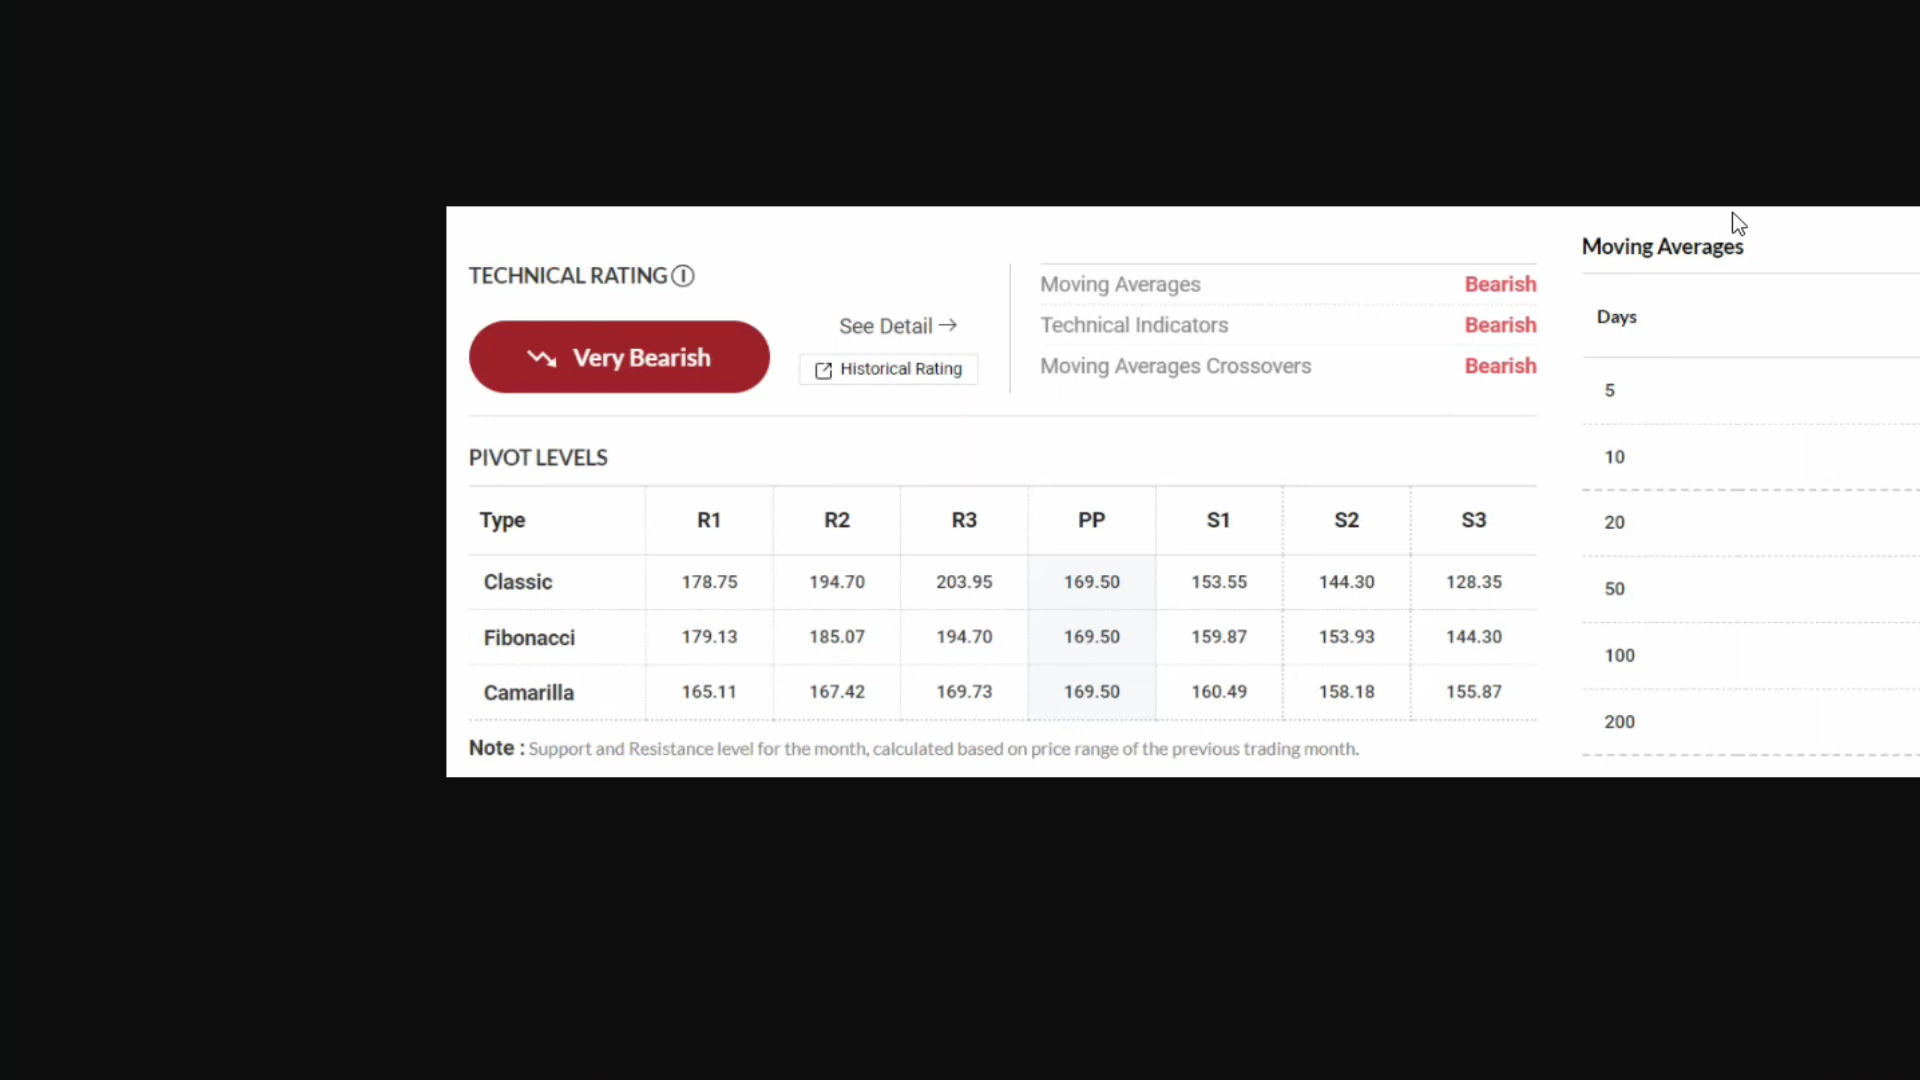 TECHNICAL RATING
Very Bearish
See Detail →
Historical Rating
Moving Averages Bearish
Technical Indicators Bearish
Moving Averages Crossovers Bearish
PIVOT LEVELS
Type R1 R2 R3 PP S1 S2 S3
Classic 178.75 194.70 203.95 169.50 153.55 144.30 128.35
Fibonacci 179.13 185.07 194.70 169.50 159.87 153.93 144.30
Camarilla 165.11 167.42 169.73 169.50 160.49 158.18 155.87
Note : Support and Resistance level for the month, calculated based on price range of the previous trading month.
Moving Averages
Days
5
10
20
50
100
200